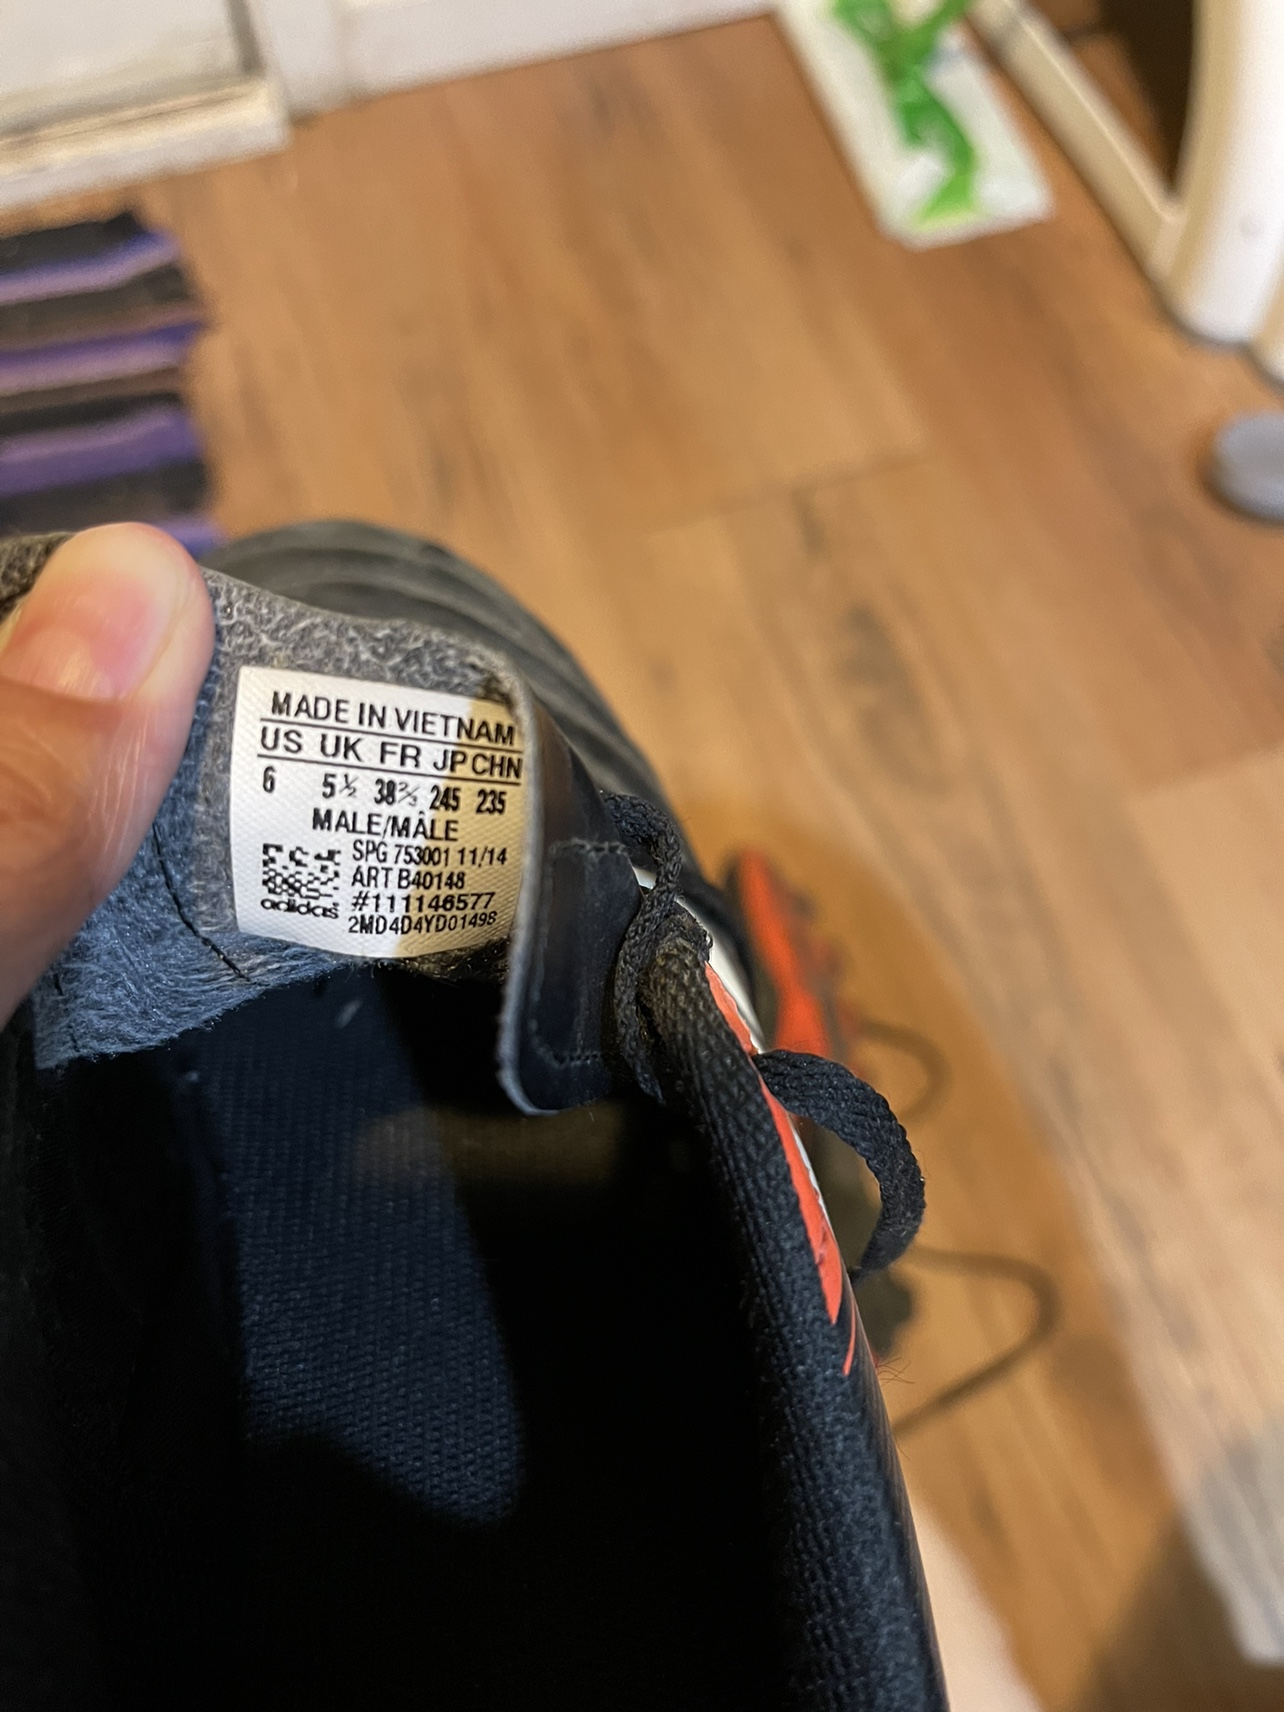 MADE IN VIETNAM
US UK FR JP CHN
6 5½ 38⅔ 245 235
MALE/MÂLE
SPG 753001 11/14
ART B40148
#111146577
adidas 2MD4D4YD01498